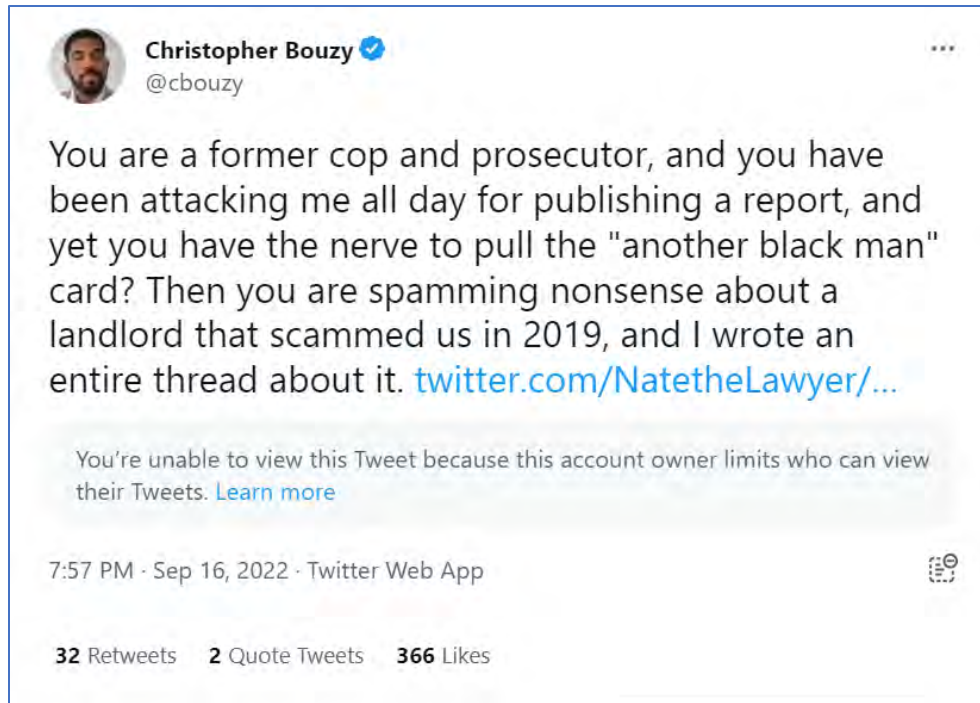 Christopher Bouzy
@cbouzy
You are a former cop and prosecutor, and you have
been attacking me all day for publishing a report, and
yet you have the nerve to pull the "another black man"
card? Then you are spamming nonsense about a
landlord that scammed us in 2019, and I wrote an
entire thread about it. twitter.com/NatetheLawyer/...
You're unable to view this Tweet because this account owner limits who can view
their Tweets. Learn more
7:57 PM · Sep 16, 2022 · Twitter Web App
32 Retweets 2 Quote Tweets 366 Likes